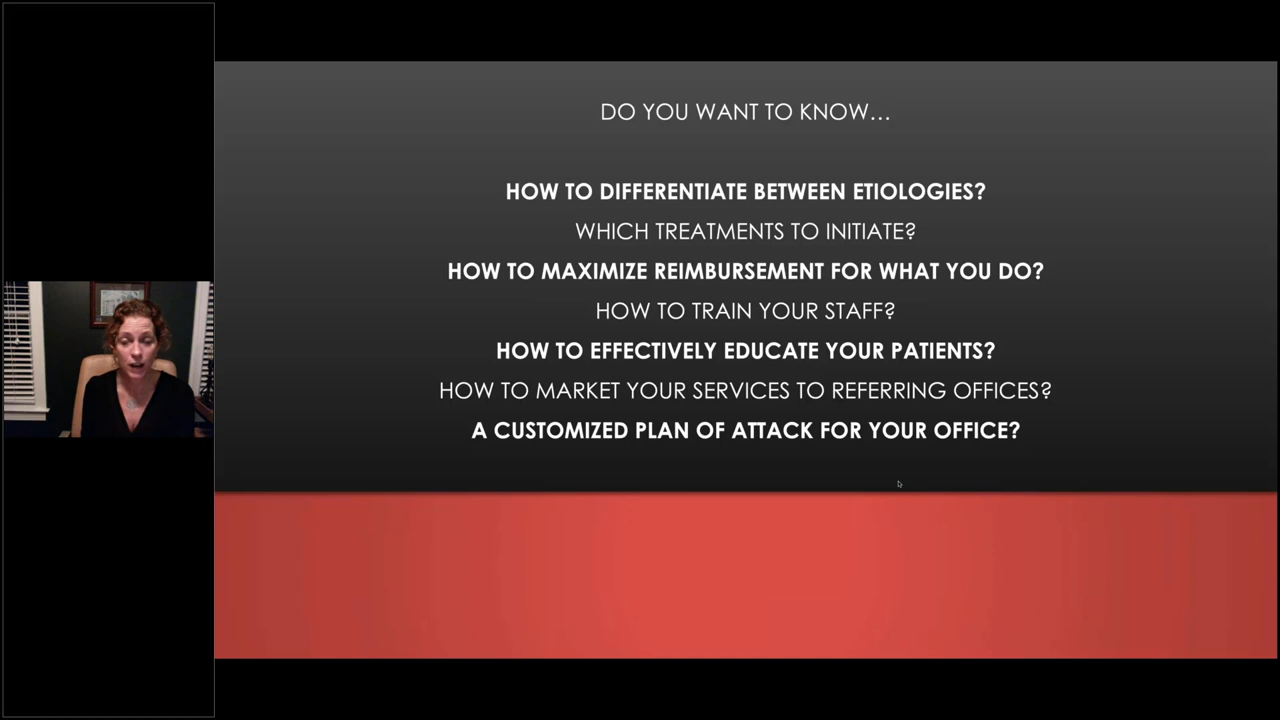 DO YOU WANT TO KNOW...
HOW TO DIFFERENTIATE BETWEEN ETIOLOGIES?
WHICH TREATMENTS TO INITIATE?
HOW TO MAXIMIZE REIMBURSEMENT FOR WHAT YOU DO?
HOW TO TRAIN YOUR STAFF?
HOW TO EFFECTIVELY EDUCATE YOUR PATIENTS?
HOW TO MARKET YOUR SERVICES TO REFERRING OFFICES?
A CUSTOMIZED PLAN OF ATTACK FOR YOUR OFFICE?